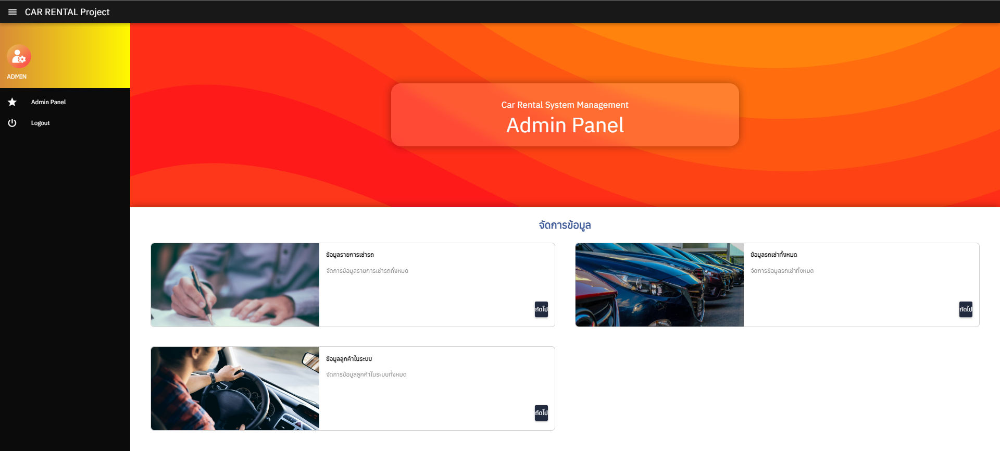 CAR RENTAL Project
ADMIN
Admin Panel
Logout
Car Rental System Management
Admin Panel
จัดการข้อมูล
ข้อมูลรายการเช่ารถ
จัดการข้อมูลรายการเช่ารถทั้งหมด
ถัดไป
ข้อมูลรถเช่าทั้งหมด
จัดการข้อมูลรถเช่าทั้งหมด
ถัดไป
ข้อมูลลูกค้าในระบบ
จัดการข้อมูลลูกค้าในระบบทั้งหมด
ถัดไป